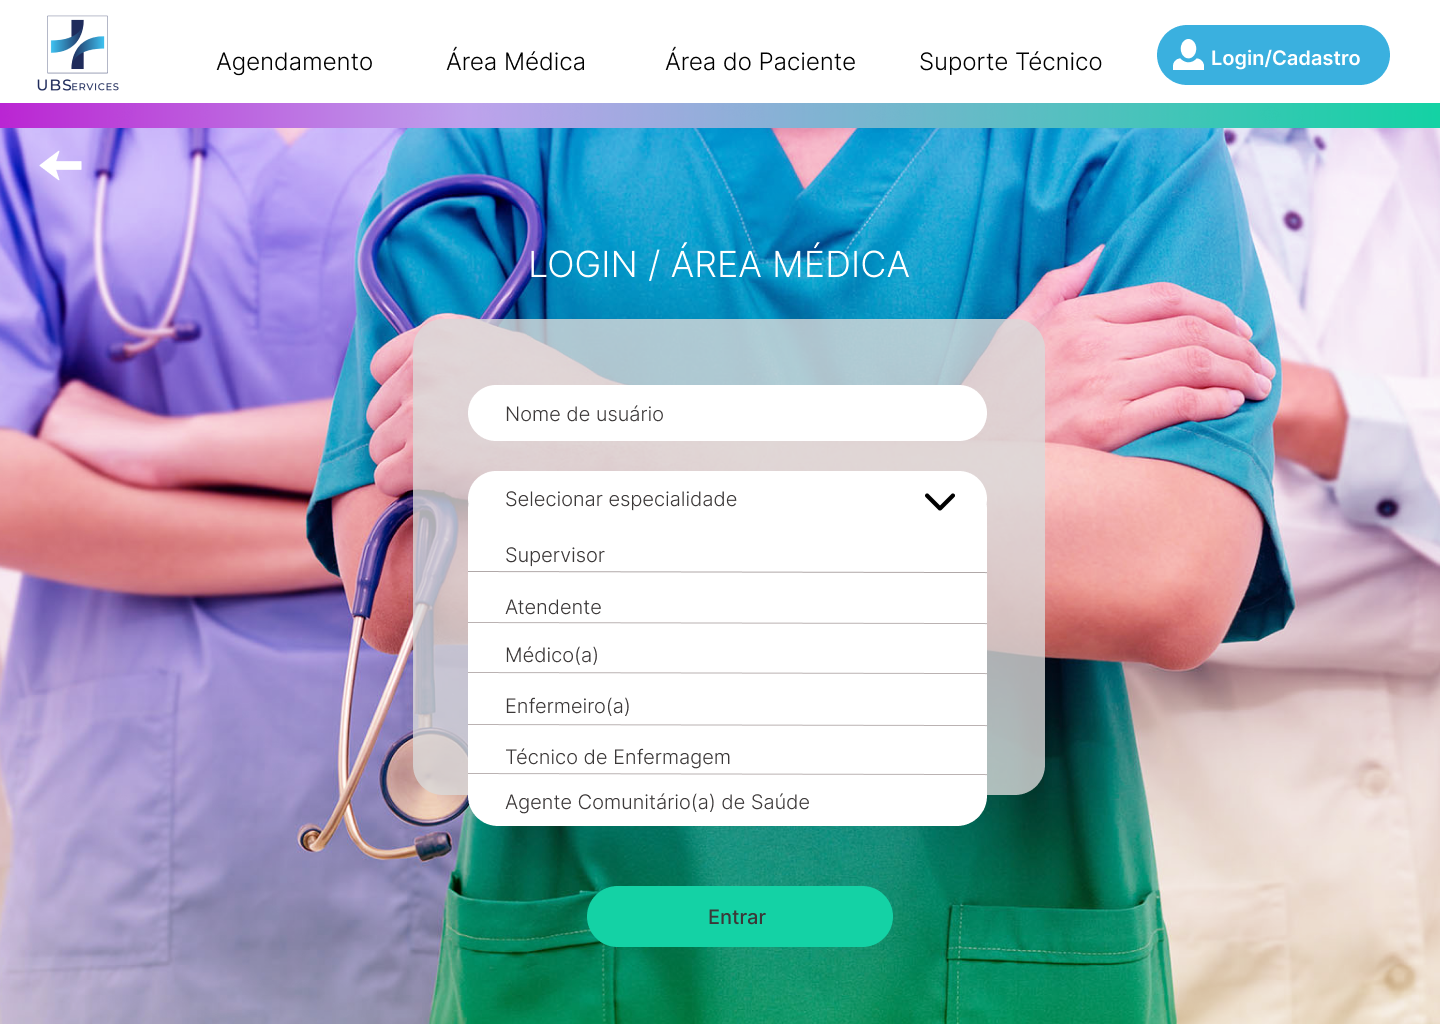 UBServices
Agendamento
Área Médica
Área do Paciente
Suporte Técnico
Login/Cadastro
LOGIN / ÁREA MÉDICA
Nome de usuário
Selecionar especialidade
Supervisor
Atendente
Médico(a)
Enfermeiro(a)
Técnico de Enfermagem
Agente Comunitário(a) de Saúde
Entrar